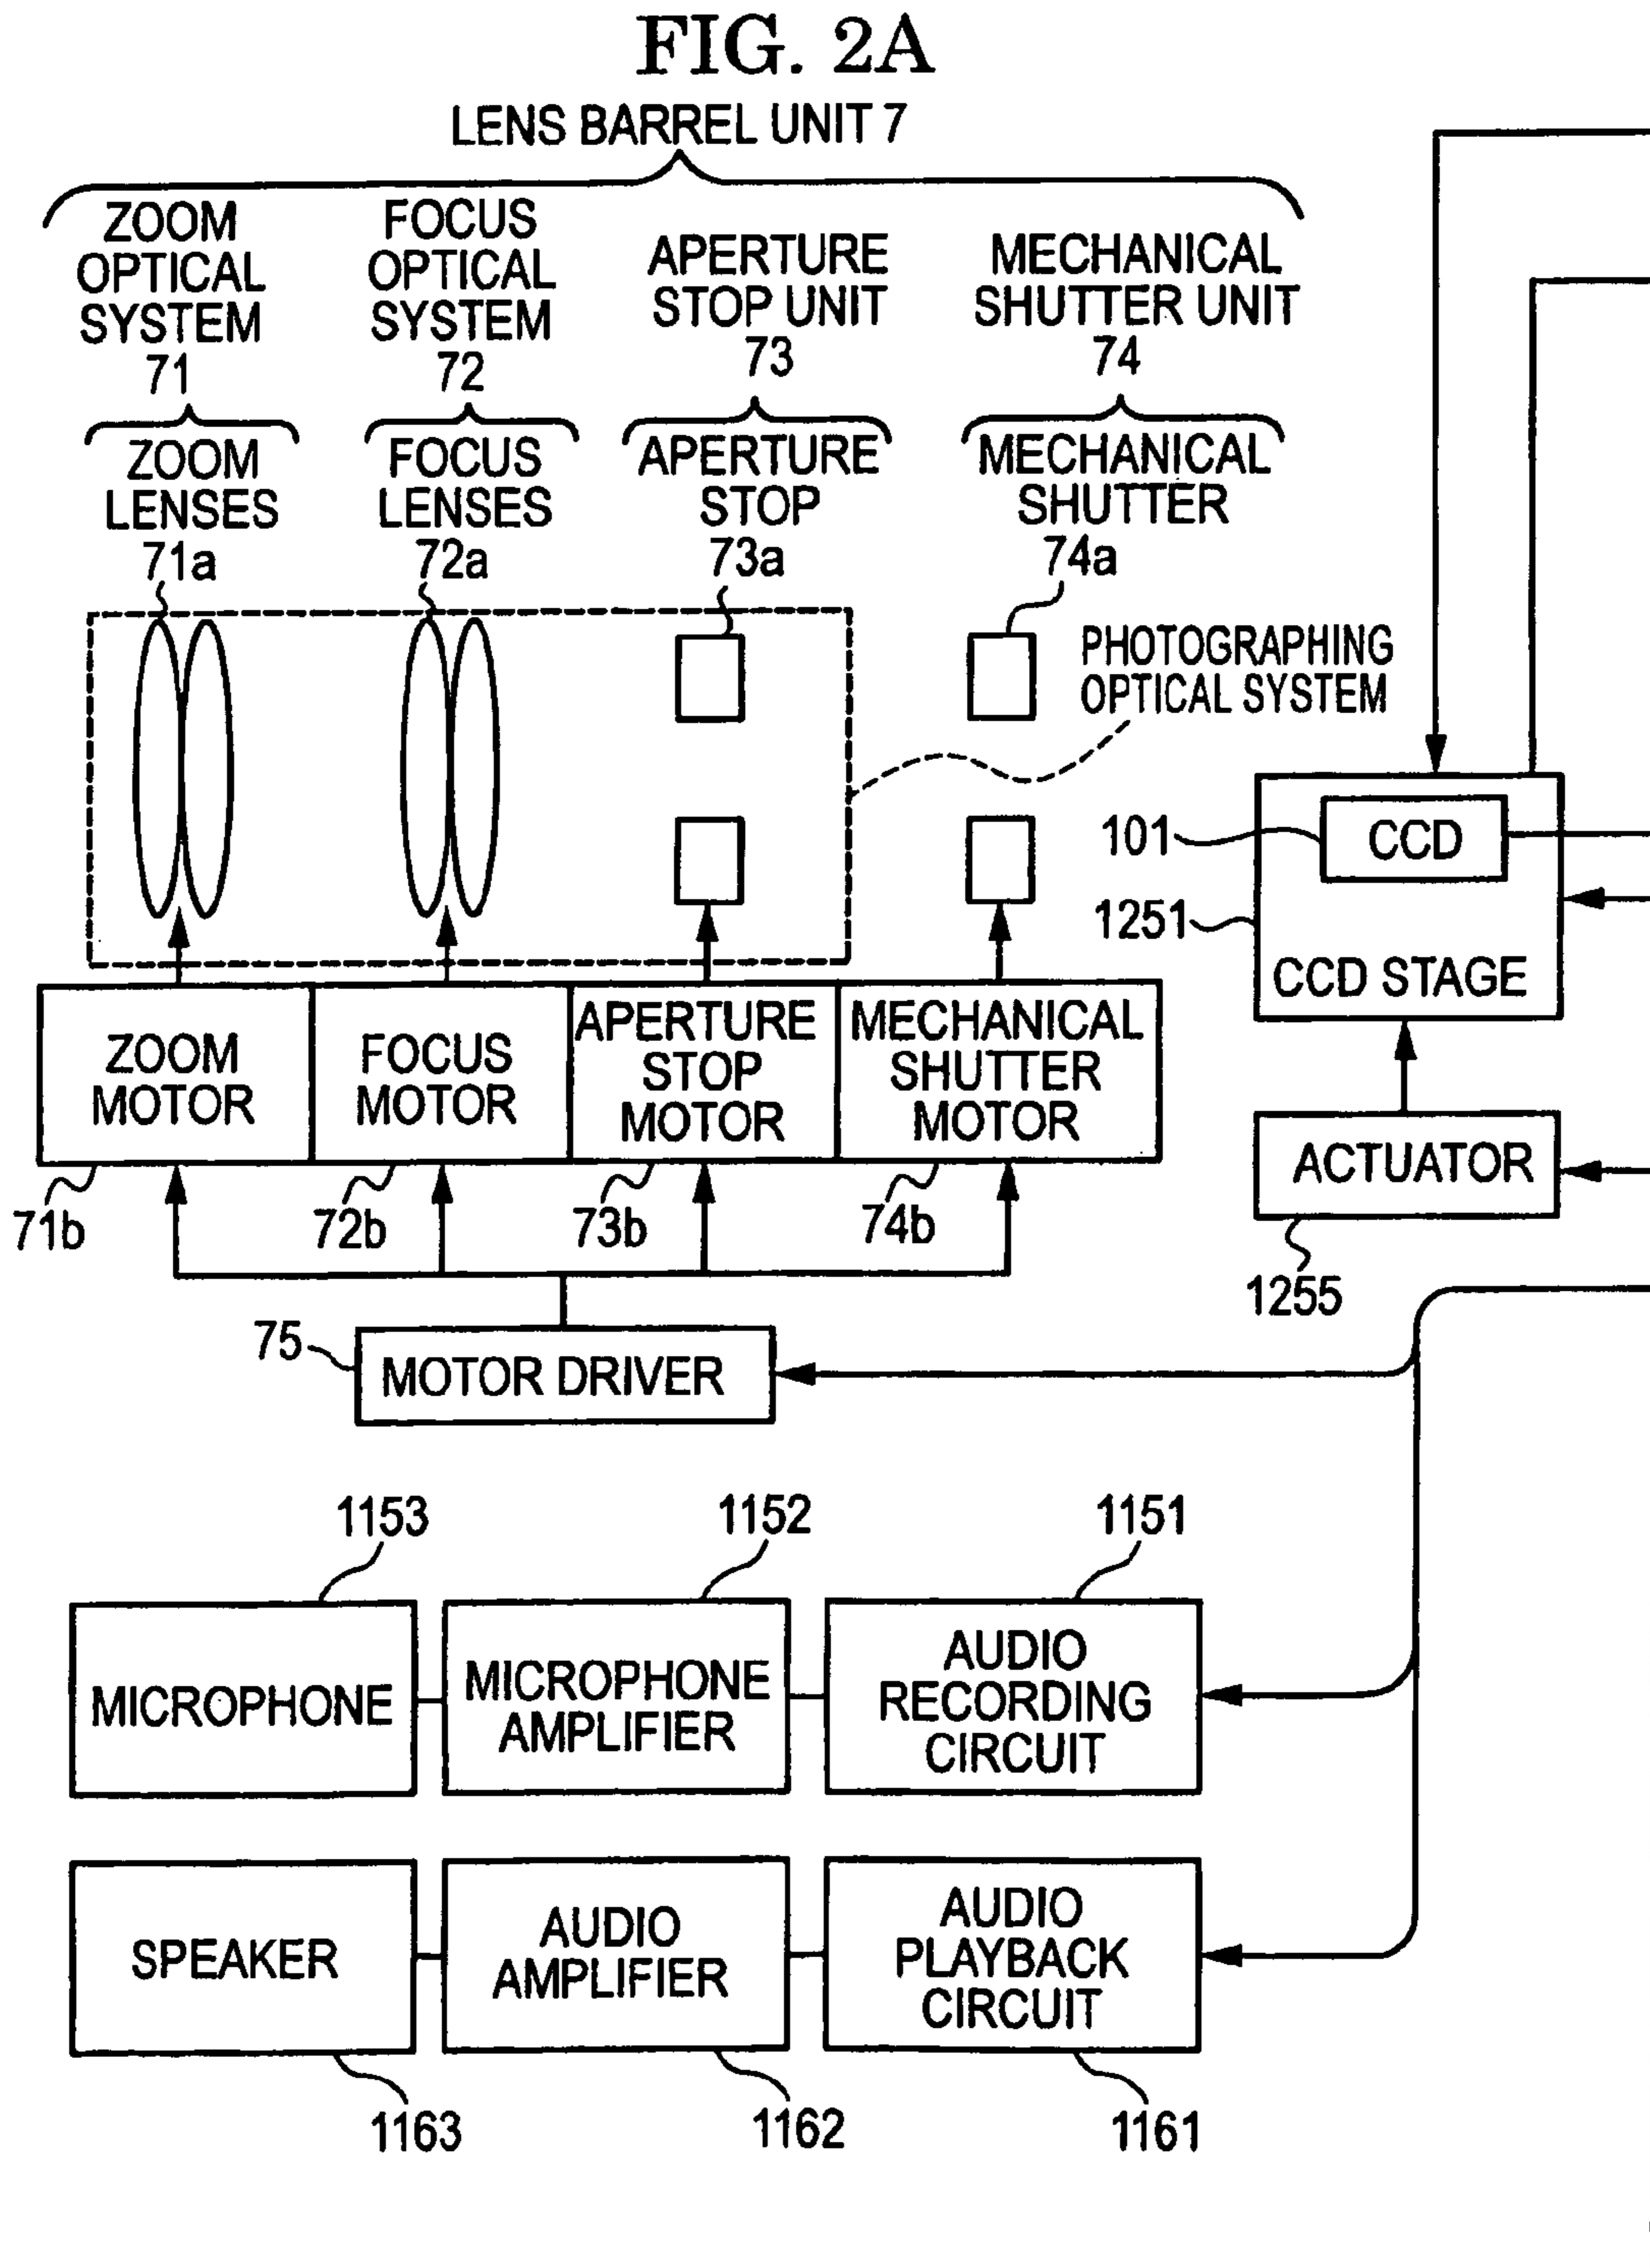 FIG. 2A
LENS BARREL UNIT 7
ZOOM
OPTICAL
SYSTEM
71
FOCUS
OPTICAL
SYSTEM
72
APERTURE
STOP UNIT
73
MECHANICAL
SHUTTER UNIT
74
ZOOM
LENSES
71a
FOCUS
LENSES
72a
APERTURE
STOP
73a
MECHANICAL
SHUTTER
74a
PHOTOGRAPHING
OPTICAL SYSTEM
101
CCD
1251
CCD STAGE
ZOOM
MOTOR
FOCUS
MOTOR
APERTURE
STOP
MOTOR
MECHANICAL
SHUTTER
MOTOR
ACTUATOR
71b
72b
73b
74b
1255
75
MOTOR DRIVER
1153
1152
1151
MICROPHONE
MICROPHONE
AMPLIFIER
AUDIO
RECORDING
CIRCUIT
SPEAKER
AUDIO
AMPLIFIER
AUDIO
PLAYBACK
CIRCUIT
1163
1162
1161